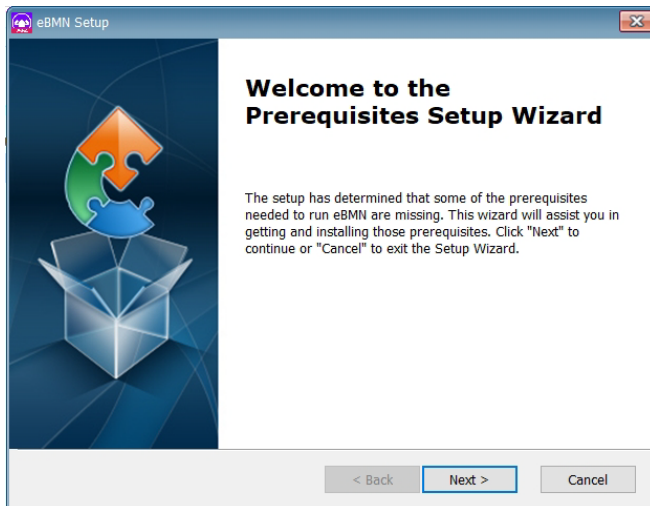 eBMN Setup
Welcome to the
Prerequisites Setup Wizard
The setup has determined that some of the prerequisites
needed to run eBMN are missing. This wizard will assist you in
getting and installing those prerequisites. Click "Next" to
continue or "Cancel" to exit the Setup Wizard.
< Back
Next >
Cancel